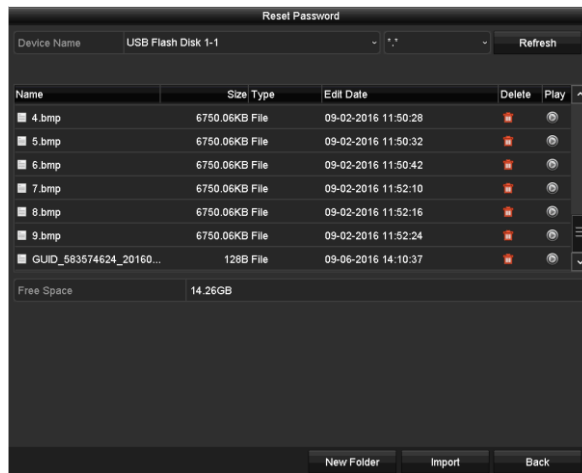 Reset Password
Device Name USB Flash Disk 1-1 *.* Refresh
Name Size Type Edit Date Delete Play
4.bmp 6750.06KB File 09-02-2016 11:50:28
5.bmp 6750.06KB File 09-02-2016 11:50:32
6.bmp 6750.06KB File 09-02-2016 11:50:42
7.bmp 6750.06KB File 09-02-2016 11:52:10
8.bmp 6750.06KB File 09-02-2016 11:52:16
9.bmp 6750.06KB File 09-02-2016 11:52:24
GUID_583574624_20160... 128B File 09-06-2016 14:10:37
Free Space 14.26GB
New Folder Import Back